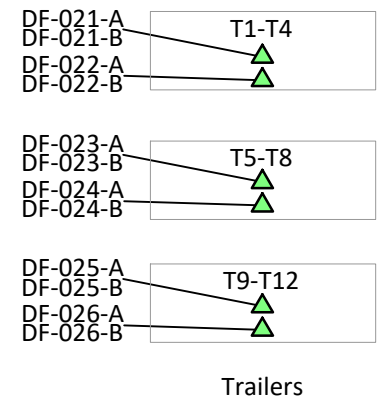 DF-021-A
DF-021-B
T1-T4
DF-022-A
DF-022-B
DF-023-A
DF-023-B
T5-T8
DF-024-A
DF-024-B
DF-025-A
DF-025-B
T9-T12
DF-026-A
DF-026-B
Trailers